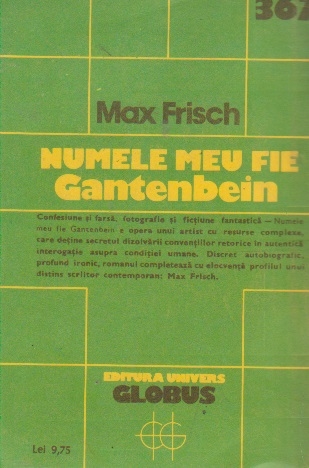 362
Max Frisch
NUMELE MEU FIE
Gantenbein
Confesiune și farsă, fotografie și ficțiune fantastică — Numele
meu fie Gantenbein e opera unui artist cu resurse complexe,
care deține secretul dizolvării convențiilor retorice în autentică
interogație asupra condiției umane. Discret autobiografic,
profund ironic, romanul completează cu elocvență profilul unui
distins scriitor contemporan: Max Frisch.
EDITURA UNIVERS
GLOBUS
Lei 9,75